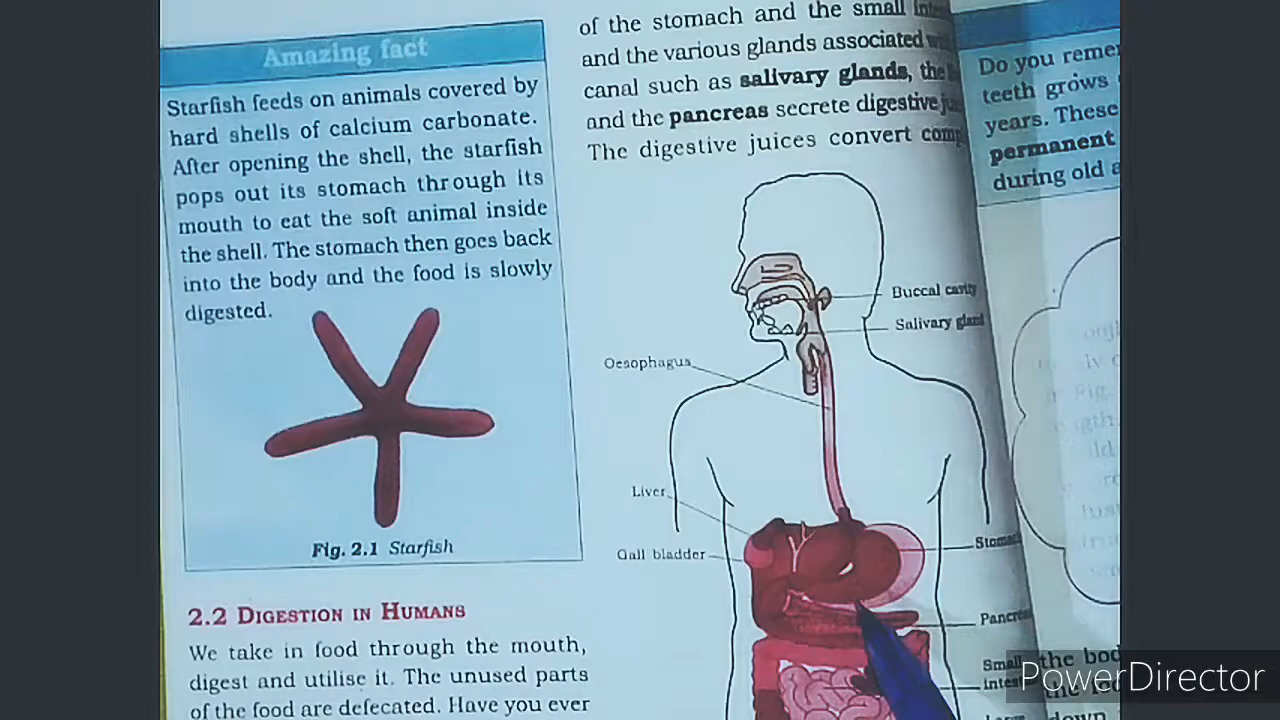 Amazing fact
Starfish feeds on animals covered by
hard shells of calcium carbonate.
After opening the shell, the starfish
pops out its stomach through its
mouth to eat the soft animal inside
the shell. The stomach then goes back
into the body and the food is slowly
digested.
Fig. 2.1 Starfish
2.2 DIGESTION IN HUMANS
We take in food through the mouth,
digest and utilise it. The unused parts
of the food are defecated. Have you ever
of the stomach and the small
and the various glands associated
canal such as salivary glands, the
and the pancreas secrete digestive
The digestive juices convert
Buccal cavity
Salivary gland
Oesophagus
Liver
Gall bladder
Stomach
Pancreas
Small
Do you
teeth grows
years. These
permanent
during old
the
PowerDirector